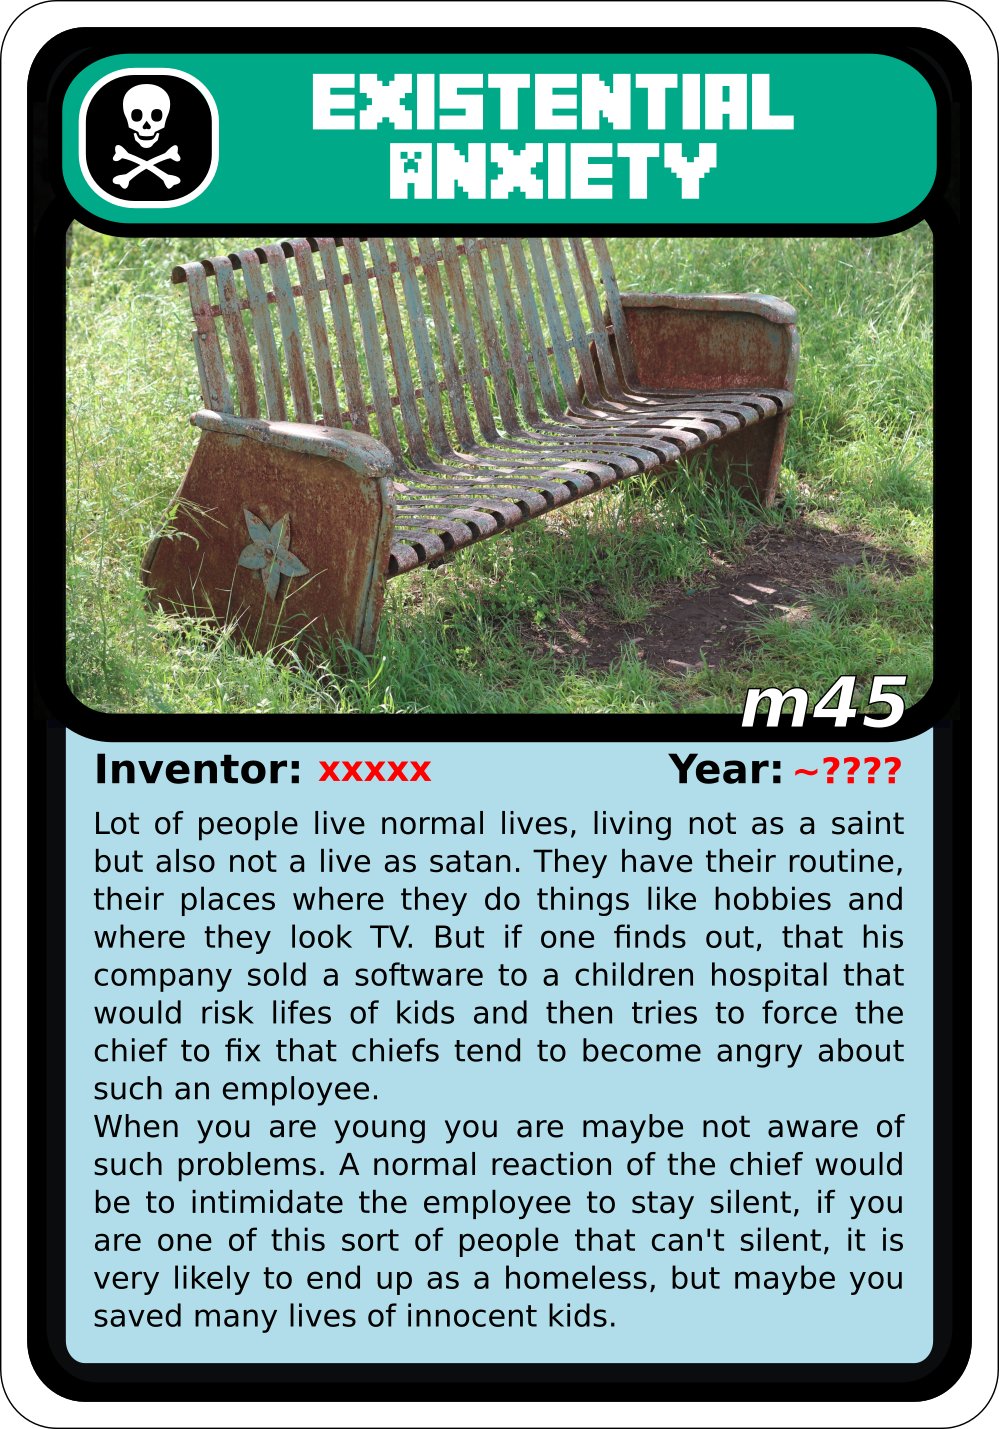 EXISTENTIAL
ANXIETY
m45
Inventor: xxxxx Year: ~????
Lot of people live normal lives, living not as a saint
but also not a live as satan. They have their routine,
their places where they do things like hobbies and
where they look TV. But if one finds out, that his
company sold a software to a children hospital that
would risk lifes of kids and then tries to force the
chief to fix that chiefs tend to become angry about
such an employee.
When you are young you are maybe not aware of
such problems. A normal reaction of the chief would
be to intimidate the employee to stay silent, if you
are one of this sort of people that can't silent, it is
very likely to end up as a homeless, but maybe you
saved many lives of innocent kids.